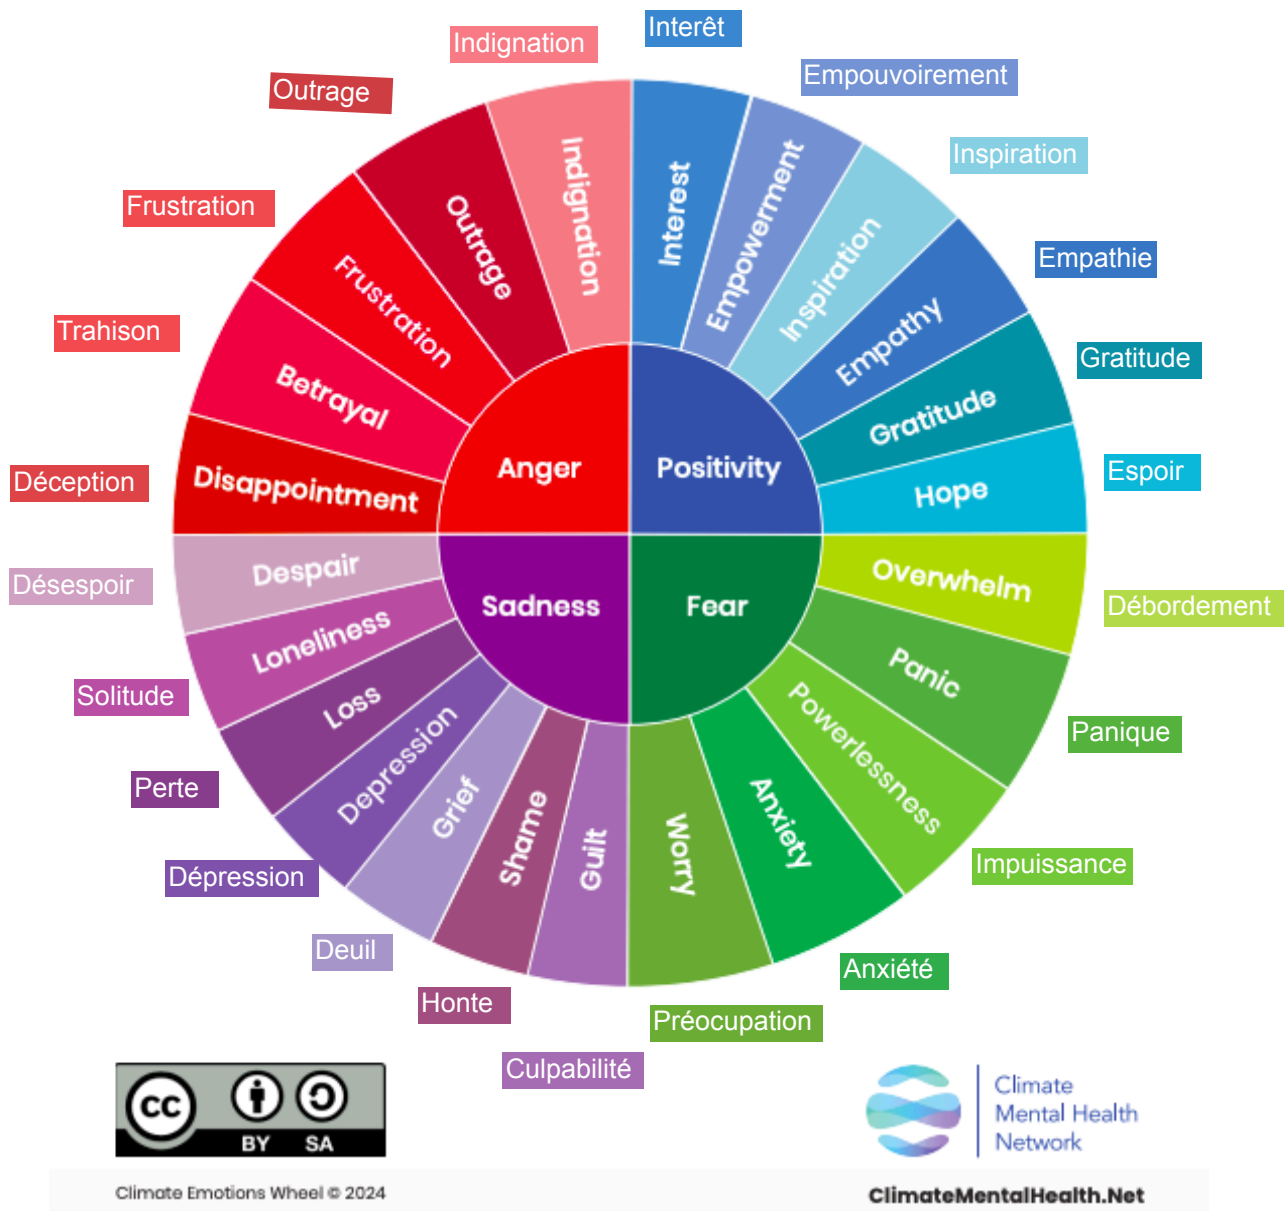 Interêt
Indignation
Empouvoirement
Outrage
Inspiration
Frustration
Empathie
Trahison
Gratitude
Déception
Espoir
Désespoir
Débordement
Solitude
Panique
Perte
Impuissance
Dépression
Deuil
Anxiété
Honte
Préocupation
Culpabilité
Indignation
Interest
Empowerment
Inspiration
Empathy
Gratitude
Hope
Overwhelm
Panic
Powerlessness
Anxiety
Worry
Guilt
Shame
Grief
Depression
Loss
Loneliness
Despair
Disappointment
Betrayal
Frustration
Outrage
Anger
Positivity
Sadness
Fear
cc
BY SA
Climate
Mental Health
Network
Climate Emotions Wheel © 2024
ClimateMentalHealth.Net